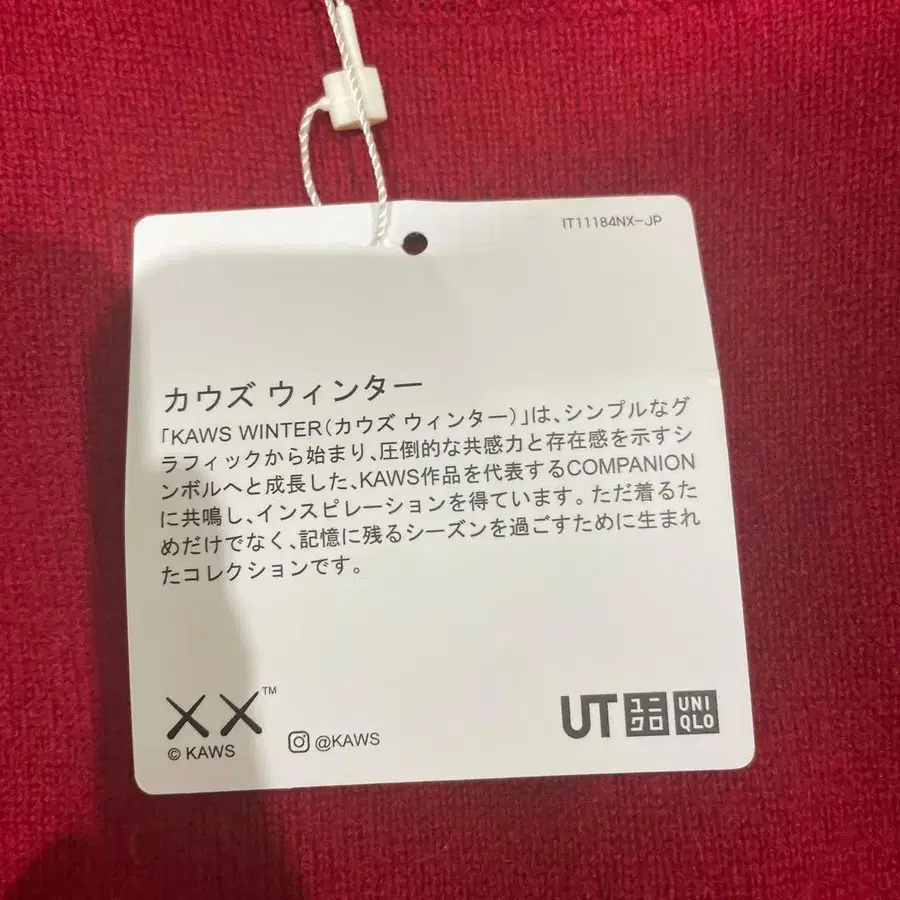 IT11184NX-JP
カウズ ウィンター
「KAWS WINTER(カウズ ウィンター)」は、シンプルなグ
ラフィックから始まり、圧倒的な共感力と存在感を示すシ
ンボルへと成長した、KAWS作品を代表するCOMPANION
に共鳴し、インスピレーションを得ています。ただ着るた
めだけでなく、記憶に残るシーズンを過ごすために生まれ
たコレクションです。
XX™
© KAWS
@KAWS
UT ユニクロ UNIQLO